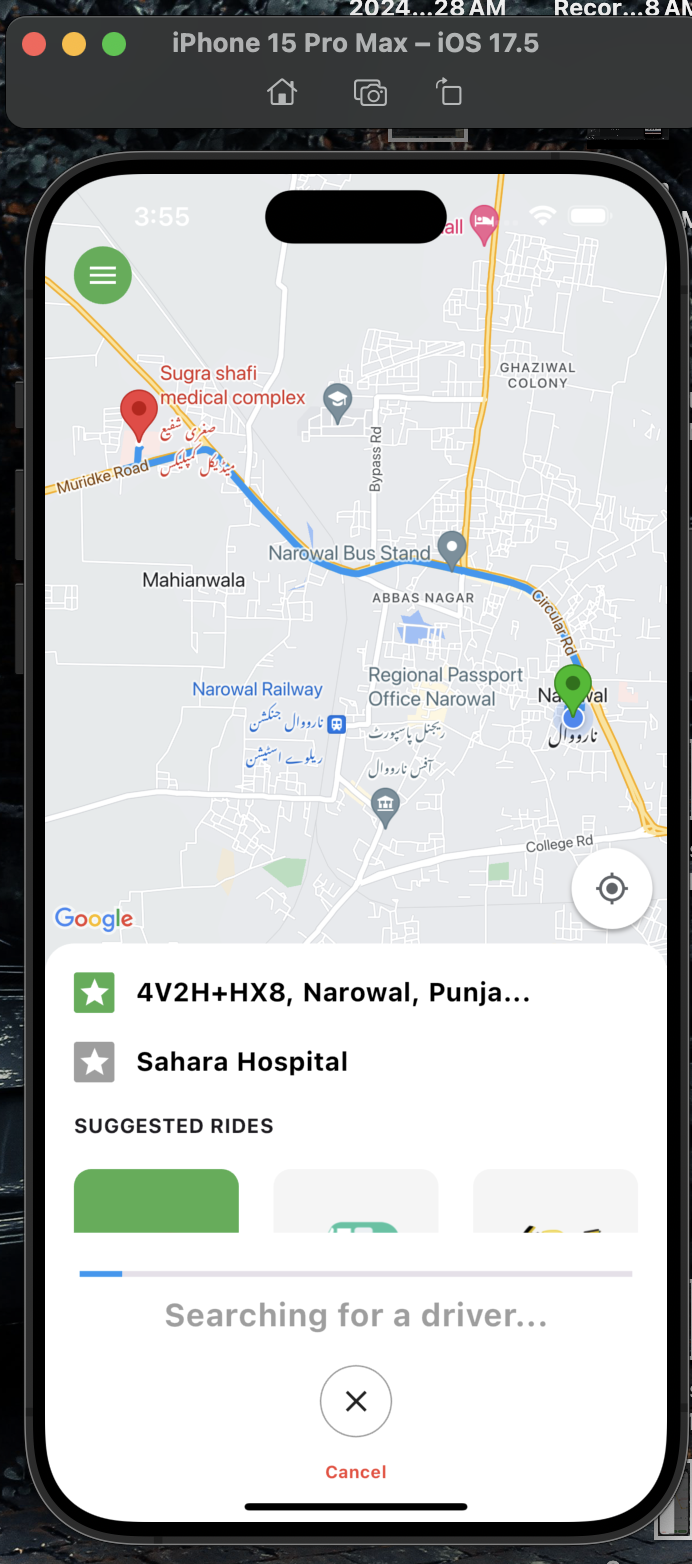 2024...28 AM
Recor...8 AM
iPhone 15 Pro Max – iOS 17.5
3:55
all
GHAZIWAL
COLONY
Sugra shafi
medical complex
صغری شفیع
میڈیکل کمپلیکس
Muridke Road
Bypass Rd
Narowal Bus Stand
Mahianwala
ABBAS NAGAR
Circular Rd
Regional Passport
Office Narowal
ریجنل پاسپورٹ
آفس نارووال
Narowal Railway
نارووال جنکشن
ریلوے اسٹیشن
نارووال
College Rd
Google
4V2H+HX8, Narowal, Punja...
Sahara Hospital
SUGGESTED RIDES
Searching for a driver...
Cancel